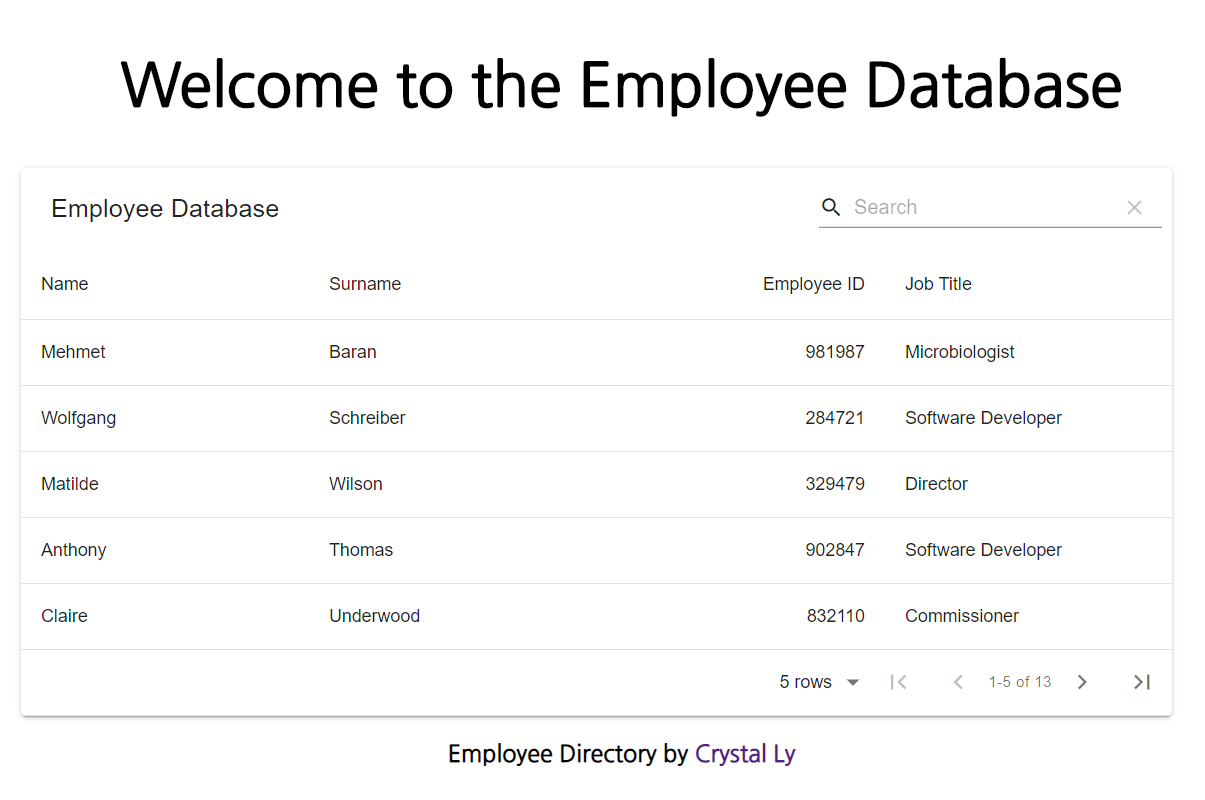 Welcome to the Employee Database
Employee Database
Search
Name Surname Employee ID Job Title
Mehmet Baran 981987 Microbiologist
Wolfgang Schreiber 284721 Software Developer
Matilde Wilson 329479 Director
Anthony Thomas 902847 Software Developer
Claire Underwood 832110 Commissioner
5 rows 1-5 of 13
Employee Directory by Crystal Ly